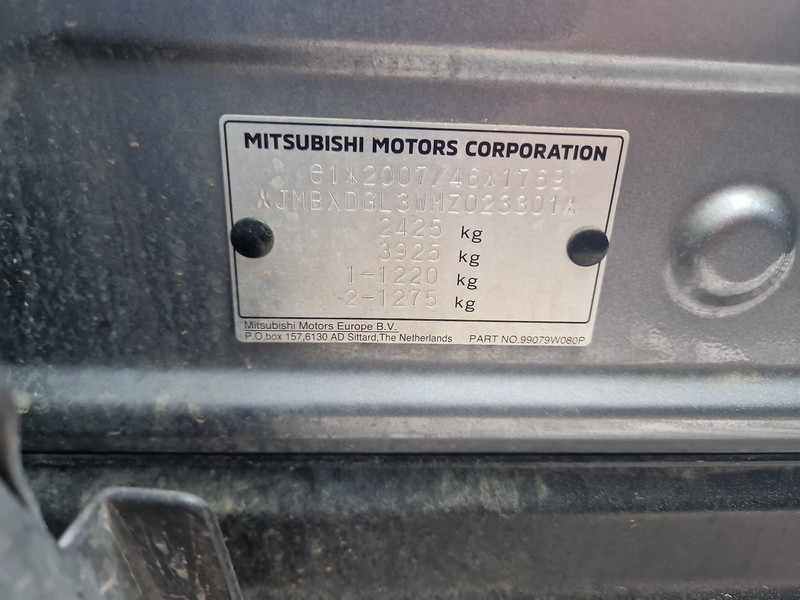 MITSUBISHI MOTORS CORPORATION
e1*2007/46*1769
*JMBXDGL3WMZ023301*
2425 kg
3925 kg
1-1220 kg
2-1275 kg
Mitsubishi Motors Europe B.V.
P.O.box 157,6130 AD Sittard,The Netherlands PART NO.99079W080P